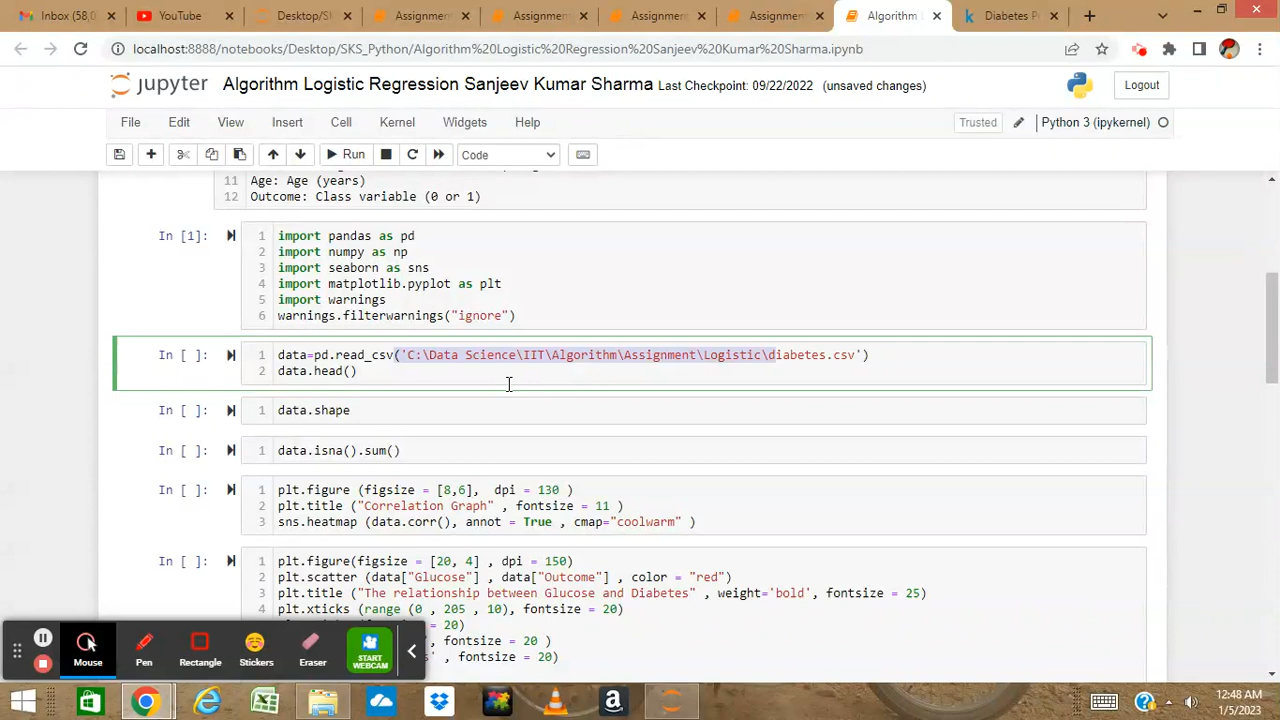 Inbox (58,0
YouTube
Desktop/Sk
Assignment
Assignmen
Assignmen
Assignmen
Algorithm L
Diabetes P
localhost:8888/notebooks/Desktop/SKS_Python/Algorithm%20Logistic%20Regression%20Sanjeev%20Kumar%20Sharma.ipynb
jupyter Algorithm Logistic Regression Sanjeev Kumar Sharma Last Checkpoint: 09/22/2022 (unsaved changes) Logout
File Edit View Insert Cell Kernel Widgets Help Trusted Python 3 (ipykernel)
Run Code
11 Age: Age (years)
12 Outcome: Class variable (0 or 1)
In [1]: 1 import pandas as pd
2 import numpy as np
3 import seaborn as sns
4 import matplotlib.pyplot as plt
5 import warnings
6 warnings.filterwarnings("ignore")
In [ ]: 1 data=pd.read_csv('C:\Data Science\IIT\Algorithm\Assignment\Logistic\diabetes.csv')
2 data.head()
In [ ]: 1 data.shape
In [ ]: 1 data.isna().sum()
In [ ]: 1 plt.figure (figsize = [8,6], dpi = 130 )
2 plt.title ("Correlation Graph" , fontsize = 11 )
3 sns.heatmap (data.corr(), annot = True , cmap="coolwarm" )
In [ ]: 1 plt.figure(figsize = [20, 4] , dpi = 150)
2 plt.scatter (data["Glucose"] , data["Outcome"] , color = "red")
3 plt.title ("The relationship between Glucose and Diabetes" , weight='bold', fontsize = 25)
4 plt.xticks (range (0 , 205 , 10), fontsize = 20)
= 20)
, fontsize = 20 )
' , fontsize = 20)
Mouse Pen Rectangle Stickers Eraser START WEBCAM
12:48 AM
1/5/2023